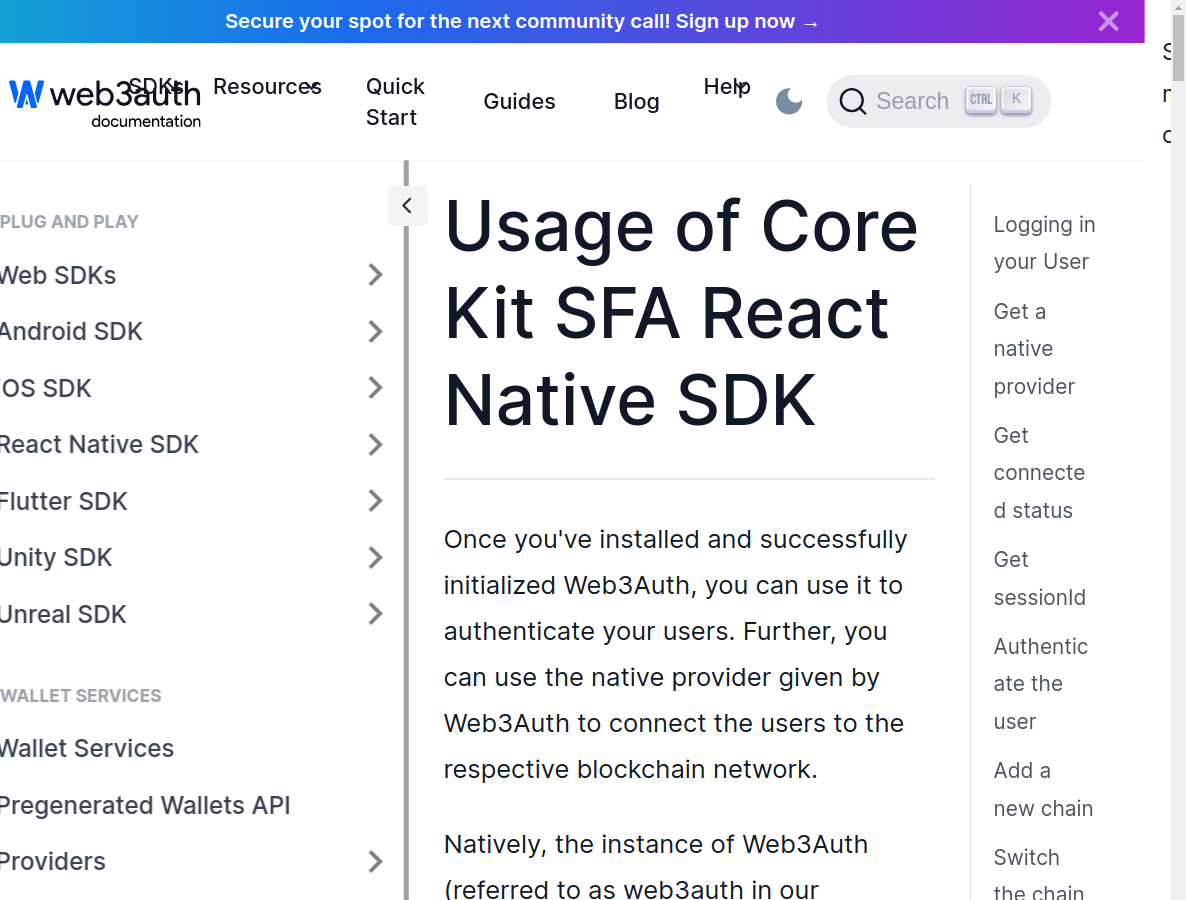 Secure your spot for the next community call! Sign up now →
web3auth
documentation
SDKs
Resources
Quick
Start
Guides
Blog
Help
Search
CTRL
K
PLUG AND PLAY
Web SDKs
Android SDK
iOS SDK
React Native SDK
Flutter SDK
Unity SDK
Unreal SDK
WALLET SERVICES
Wallet Services
Pregenerated Wallets API
Providers
Usage of Core
Kit SFA React
Native SDK
Once you've installed and successfully
initialized Web3Auth, you can use it to
authenticate your users. Further, you
can use the native provider given by
Web3Auth to connect the users to the
respective blockchain network.
Natively, the instance of Web3Auth
(referred to as web3auth in our
Logging in
your User
Get a
native
provider
Get
connecte
d status
Get
sessionId
Authentic
ate the
user
Add a
new chain
Switch
the chain